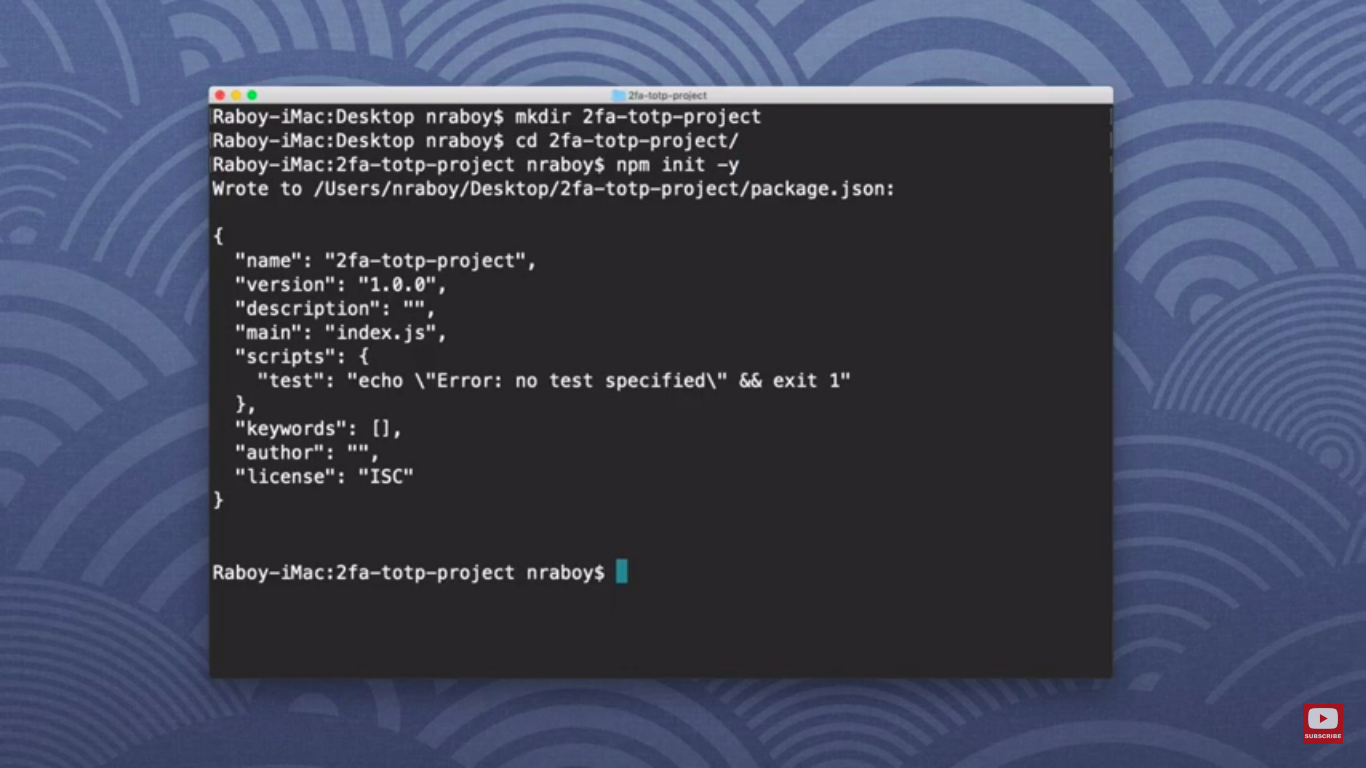 2fa-totp-project
Raboy-iMac:Desktop nraboy$ mkdir 2fa-totp-project
Raboy-iMac:Desktop nraboy$ cd 2fa-totp-project/
Raboy-iMac:2fa-totp-project nraboy$ npm init -y
Wrote to /Users/nraboy/Desktop/2fa-totp-project/package.json:
{
  "name": "2fa-totp-project",
  "version": "1.0.0",
  "description": "",
  "main": "index.js",
  "scripts": {
    "test": "echo \"Error: no test specified\" && exit 1"
  },
  "keywords": [],
  "author": "",
  "license": "ISC"
}
Raboy-iMac:2fa-totp-project nraboy$
SUBSCRIBE